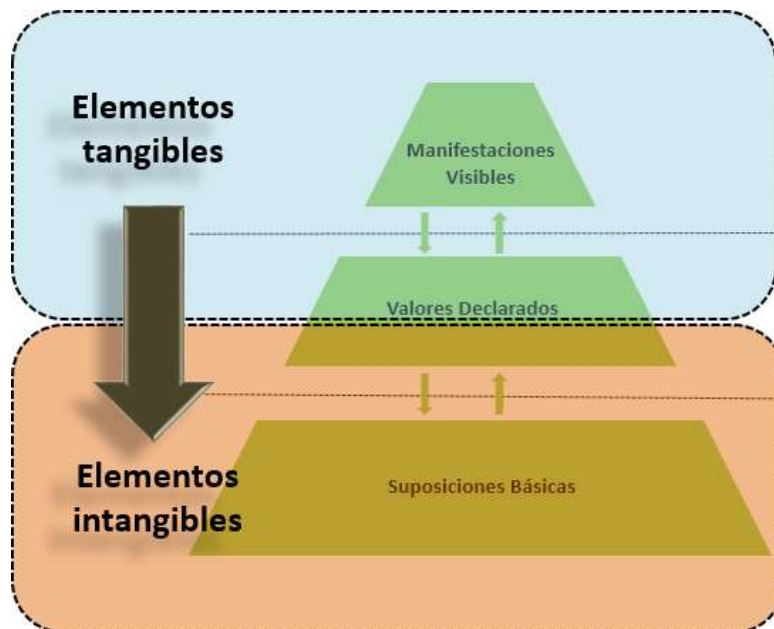 Elementos
tangibles
Manifestaciones
Visibles
Valores Declarados
Elementos
intangibles
Suposiciones Básicas